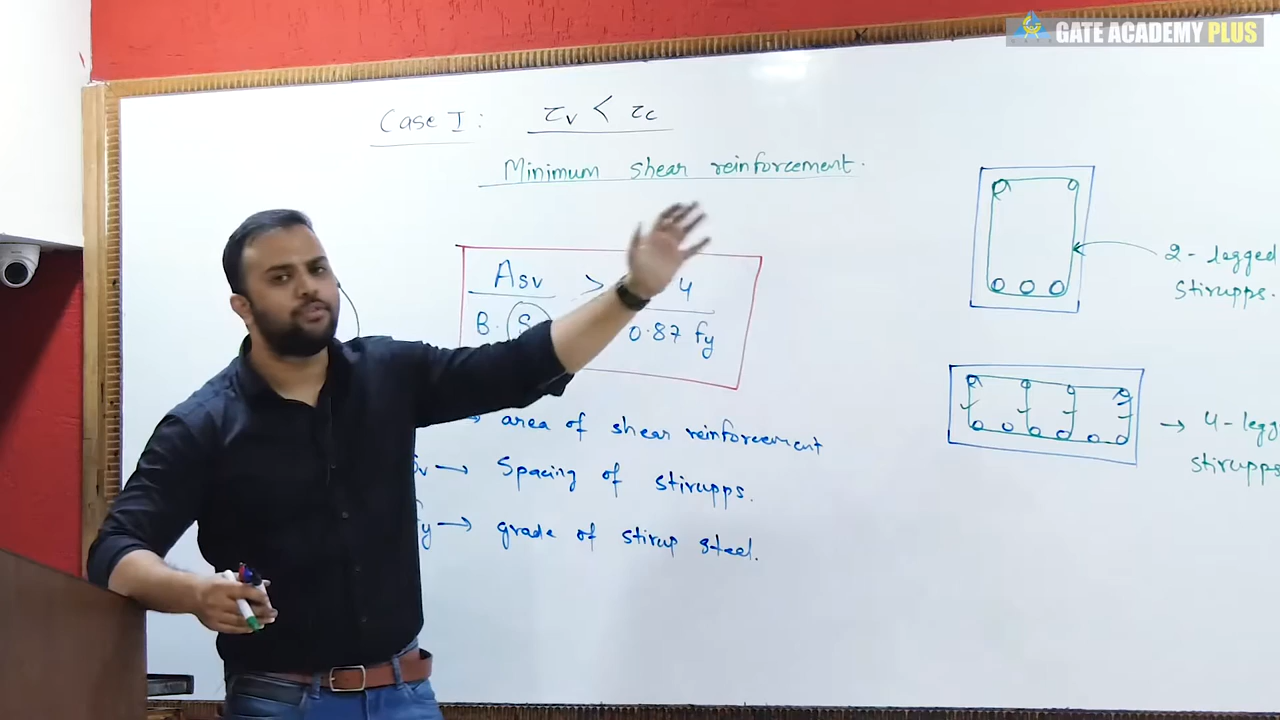 GATE ACADEMY PLUS
Case I: τv < τc
Minimum shear reinforcement.
Asv > 4
B. S 0.87 fy
→ area of shear reinforcement
→ Spacing of stirupps.
fy → grade of stirup steel.
2-legged
Stirupps.
→ 4-legg
stirupps